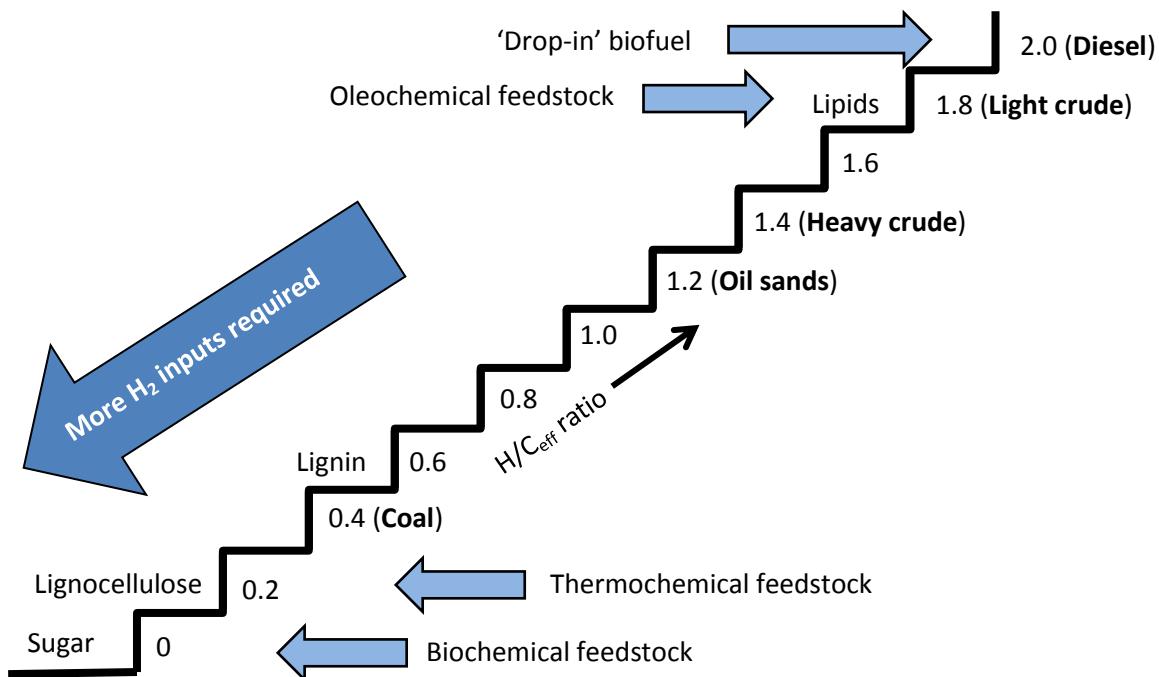 ‘Drop-in’ biofuel
2.0 (Diesel)
Oleochemical feedstock
Lipids
1.8 (Light crude)
1.6
1.4 (Heavy crude)
1.2 (Oil sands)
More H₂ inputs required
1.0
H/Ceff ratio
0.8
Lignin
0.6
0.4 (Coal)
Lignocellulose
0.2
Thermochemical feedstock
Sugar
0
Biochemical feedstock